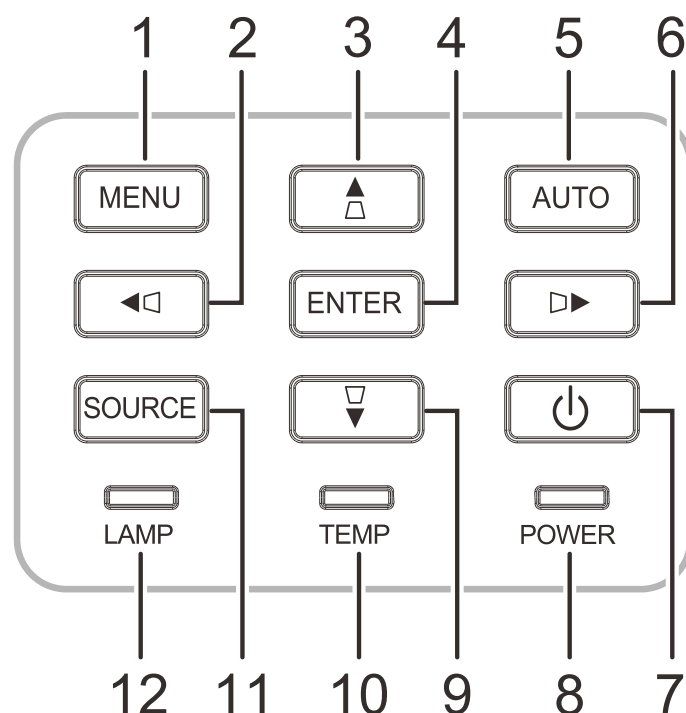 1 2 3 4 5 6
MENU AUTO
ENTER
SOURCE
LAMP TEMP POWER
12 11 10 9 8 7